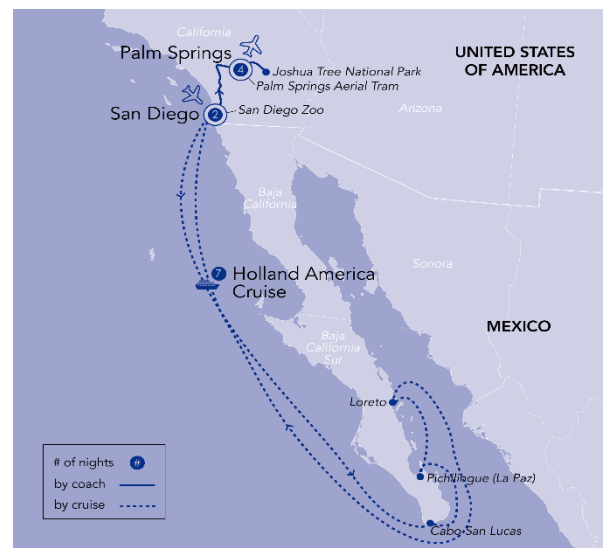 California
Palm Springs
4
Joshua Tree National Park
Palm Springs Aerial Tram
UNITED STATES
OF AMERICA
San Diego
2
San Diego Zoo
Arizona
Baja
California
Sonora
7
Holland America
Cruise
MEXICO
Baja
California
Sur
Loreto
Pichilingue (La Paz)
Cabo San Lucas
# of nights
#
by coach
by cruise